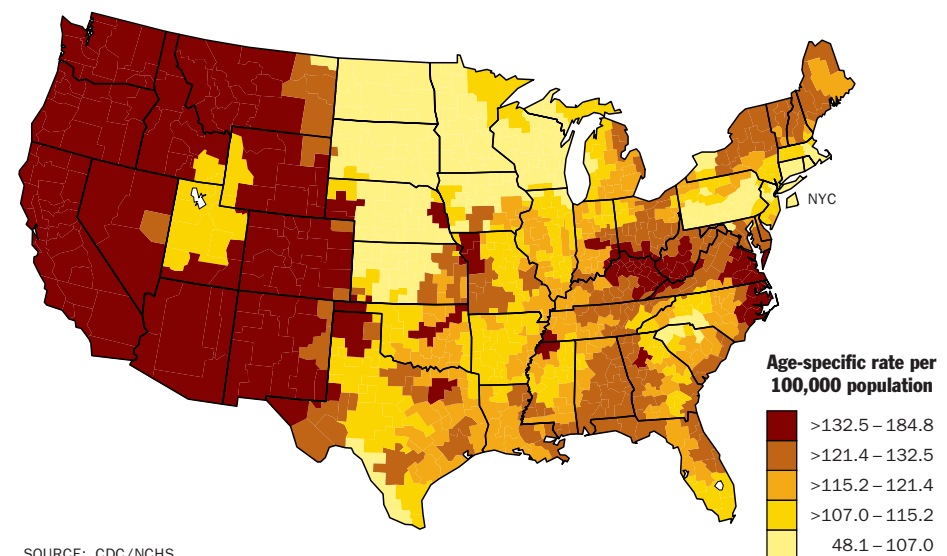 NYC
Age-specific rate per
100,000 population
>132.5 – 184.8
>121.4 – 132.5
>115.2 – 121.4
>107.0 – 115.2
48.1 – 107.0
SOURCE: CDC/NCHS